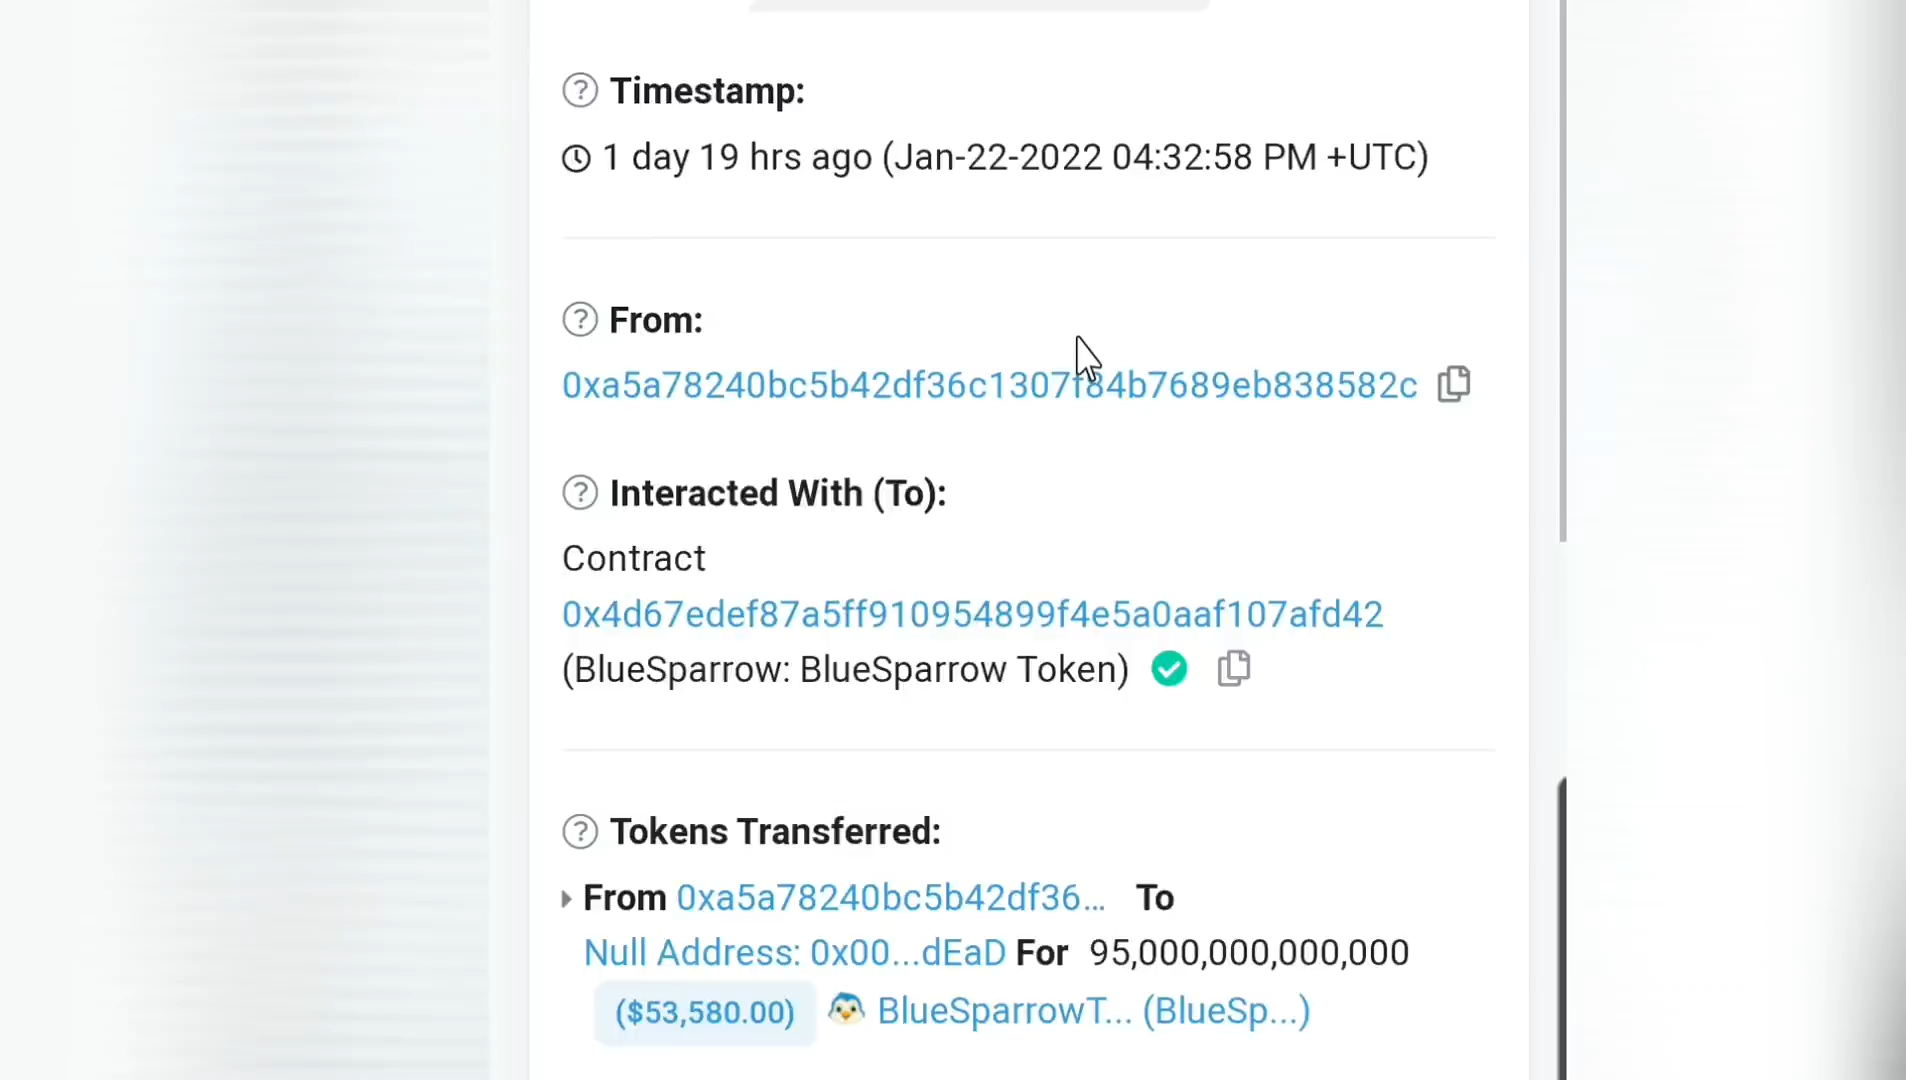 Timestamp:
1 day 19 hrs ago (Jan-22-2022 04:32:58 PM +UTC)
From:
0xa5a78240bc5b42df36c1307f84b7689eb838582c
Interacted With (To):
Contract
0x4d67edef87a5ff910954899f4e5a0aaf107afd42
(BlueSparrow: BlueSparrow Token)
Tokens Transferred:
From 0xa5a78240bc5b42df36... To
Null Address: 0x00...dEaD For 95,000,000,000,000
($53,580.00) BlueSparrowT... (BlueSp...)